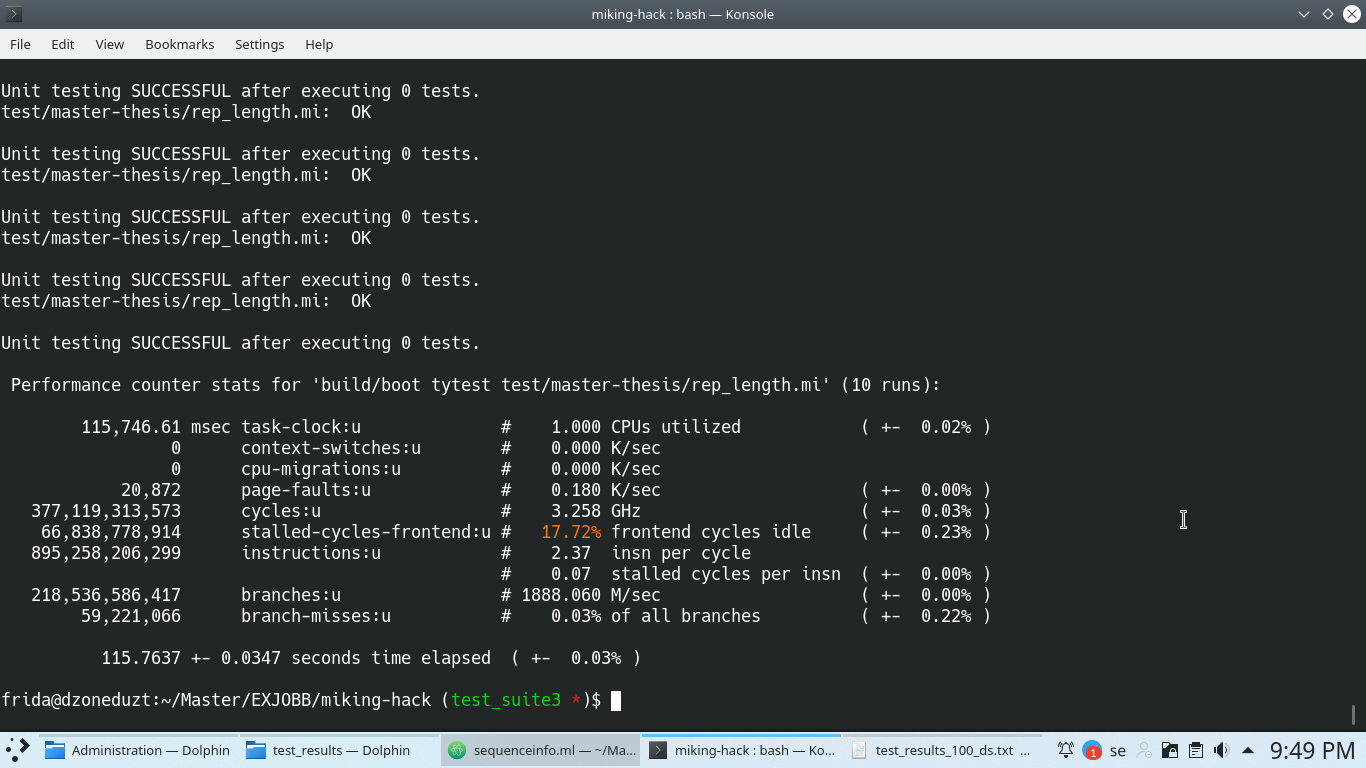 miking-hack : bash — Konsole
File Edit View Bookmarks Settings Help
Unit testing SUCCESSFUL after executing 0 tests.
test/master-thesis/rep_length.mi:  OK
Unit testing SUCCESSFUL after executing 0 tests.
test/master-thesis/rep_length.mi:  OK
Unit testing SUCCESSFUL after executing 0 tests.
test/master-thesis/rep_length.mi:  OK
Unit testing SUCCESSFUL after executing 0 tests.
test/master-thesis/rep_length.mi:  OK
Unit testing SUCCESSFUL after executing 0 tests.
Performance counter stats for 'build/boot tytest test/master-thesis/rep_length.mi' (10 runs):
115,746.61 msec task-clock:u # 1.000 CPUs utilized ( +- 0.02% )
0 context-switches:u # 0.000 K/sec
0 cpu-migrations:u # 0.000 K/sec
20,872 page-faults:u # 0.180 K/sec ( +- 0.00% )
377,119,313,573 cycles:u # 3.258 GHz ( +- 0.03% )
66,838,778,914 stalled-cycles-frontend:u # 17.72% frontend cycles idle ( +- 0.23% )
895,258,206,299 instructions:u # 2.37 insn per cycle
# 0.07 stalled cycles per insn ( +- 0.00% )
218,536,586,417 branches:u # 1888.060 M/sec ( +- 0.00% )
59,221,066 branch-misses:u # 0.03% of all branches ( +- 0.22% )
115.7637 +- 0.0347 seconds time elapsed ( +- 0.03% )
frida@dzoneduzt:~/Master/EXJOBB/miking-hack (test_suite3 *)$
Administration — Dolphin test_results — Dolphin sequenceinfo.ml — ~/Ma... miking-hack : bash — Ko... test_results_100_ds.txt ... 1 se 9:49 PM